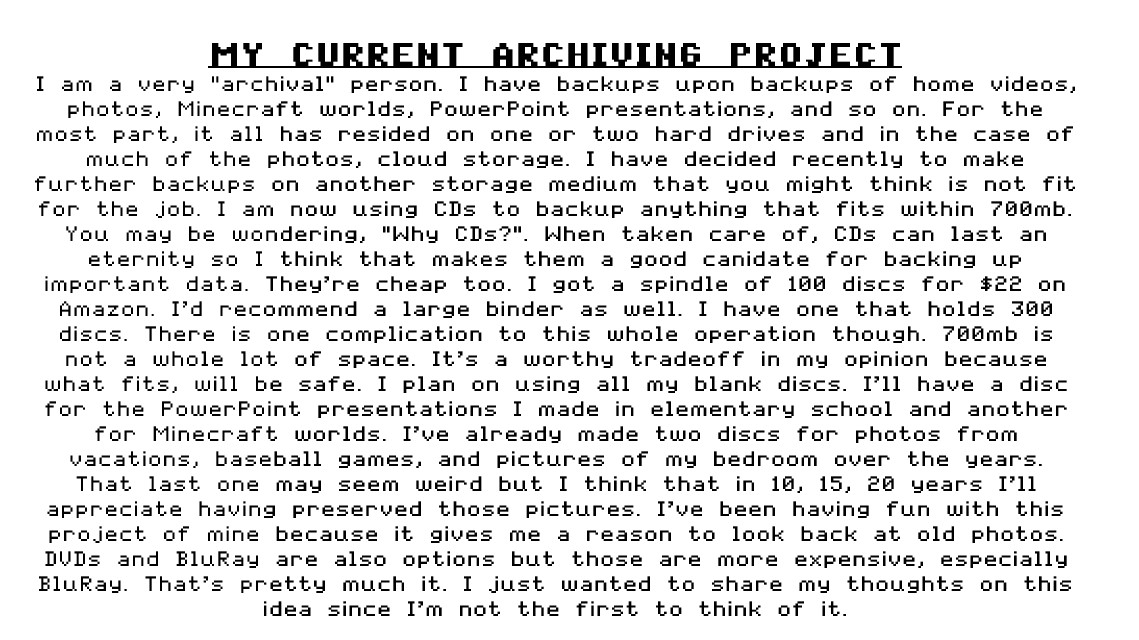 MY CURRENT ARCHIVING PROJECT
I am a very "archival" person. I have backups upon backups of home videos,
photos, Minecraft worlds, PowerPoint presentations, and so on. For the
most part, it all has resided on one or two hard drives and in the case of
much of the photos, cloud storage. I have decided recently to make
further backups on another storage medium that you might think is not fit
for the job. I am now using CDs to backup anything that fits within 700mb.
You may be wondering, "Why CDs?". When taken care of, CDs can last an
eternity so I think that makes them a good canidate for backing up
important data. They're cheap too. I got a spindle of 100 discs for $22 on
Amazon. I'd recommend a large binder as well. I have one that holds 300
discs. There is one complication to this whole operation though. 700mb is
not a whole lot of space. It's a worthy tradeoff in my opinion because
what fits, will be safe. I plan on using all my blank discs. I'll have a disc
for the PowerPoint presentations I made in elementary school and another
for Minecraft worlds. I've already made two discs for photos from
vacations, baseball games, and pictures of my bedroom over the years.
That last one may seem weird but I think that in 10, 15, 20 years I'll
appreciate having preserved those pictures. I've been having fun with this
project of mine because it gives me a reason to look back at old photos.
DVDs and BluRay are also options but those are more expensive, especially
BluRay. That's pretty much it. I just wanted to share my thoughts on this
idea since I'm not the first to think of it.